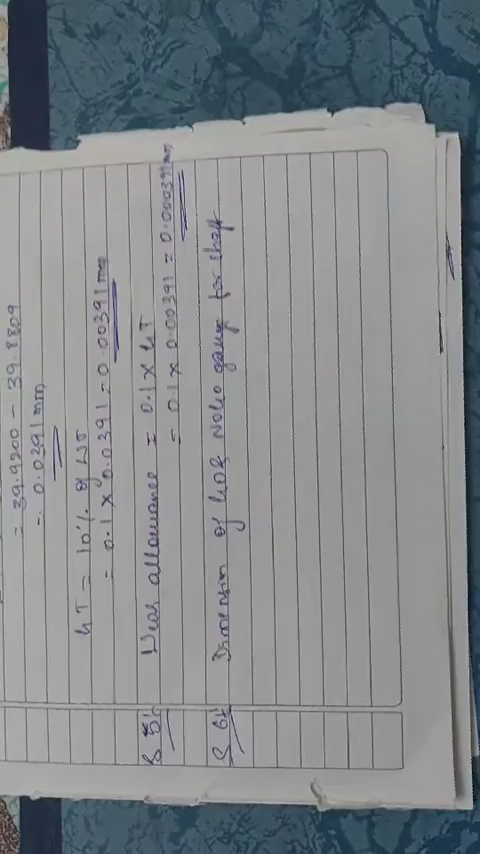 = 39.9200 - 39.8809
= 0.0391 mm
GT = 10% of WT
= 0.1 X 0.0391 = 0.00391 mm
S 5: Wear allowance = 0.1 X GT
= 0.1 X 0.00391 = 0.000391 mm
S 6: Dimension of GO & NOGO gauge for shaft